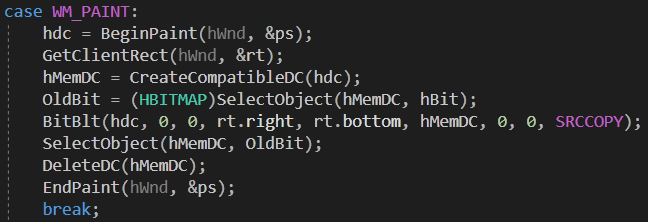 case WM_PAINT:
hdc = BeginPaint(hWnd, &ps);
GetClientRect(hWnd, &rt);
hMemDC = CreateCompatibleDC(hdc);
OldBit = (HBITMAP)SelectObject(hMemDC, hBit);
BitBlt(hdc, 0, 0, rt.right, rt.bottom, hMemDC, 0, 0, SRCCOPY);
SelectObject(hMemDC, OldBit);
DeleteDC(hMemDC);
EndPaint(hWnd, &ps);
break;